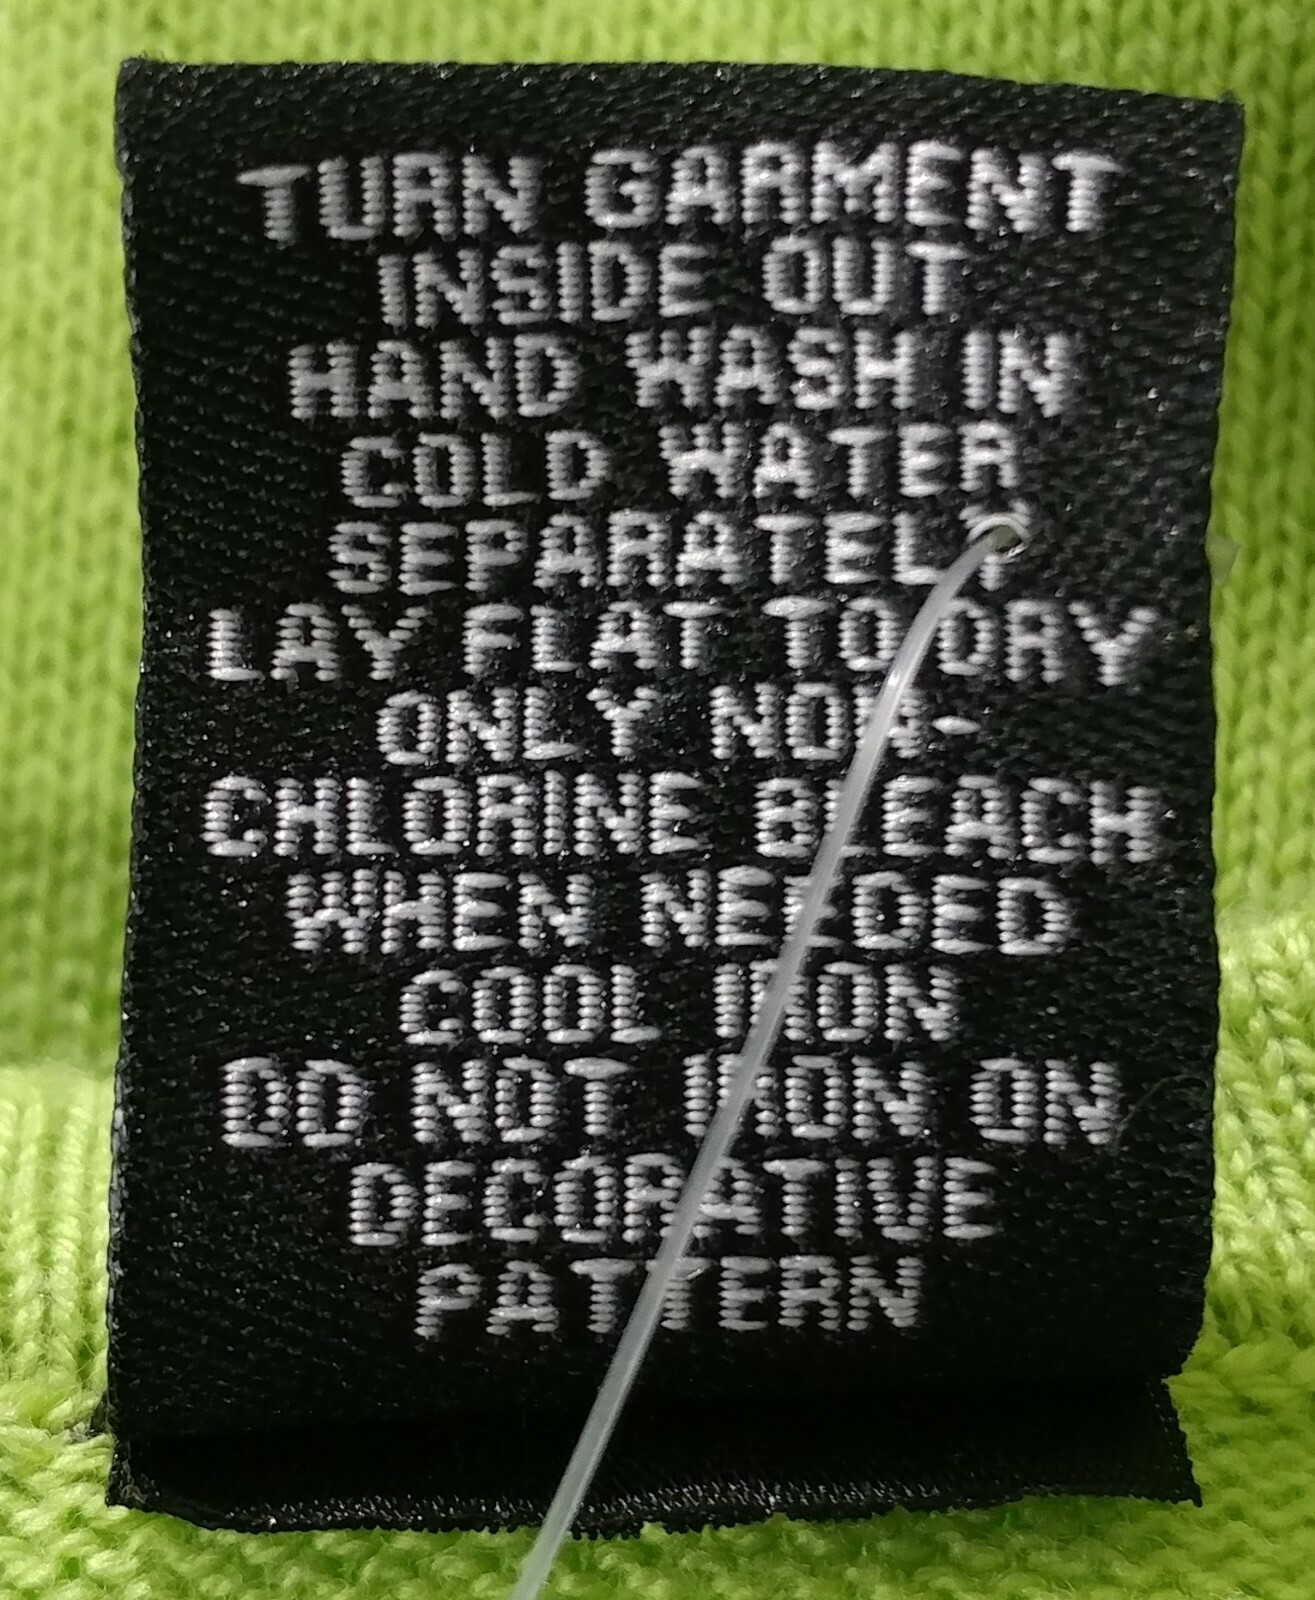 TURN GARMENT
INSIDE OUT
HAND WASH IN
COLD WATER
SEPARATELY
LAY FLAT TO DRY
ONLY NON-
CHLORINE BLEACH
WHEN NEEDED
COOL IRON
DO NOT IRON ON
DECORATIVE
PATTERN